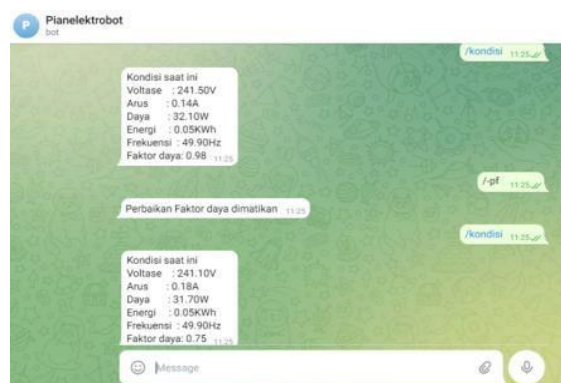 P
Pianelektrobot
bot
/kondisi 11:25
Kondisi saat ini
Voltase : 241.50V
Arus : 0.14A
Daya : 32.10W
Energi : 0.05KWh
Frekuensi : 49.90Hz
Faktor daya: 0.98 11:25
/-pf 11:25
Perbaikan Faktor daya dimatikan 11:25
/kondisi 11:25
Kondisi saat ini
Voltase : 241.10V
Arus : 0.18A
Daya : 31.70W
Energi : 0.05KWh
Frekuensi : 49.90Hz
Faktor daya: 0.75 11:25
Message